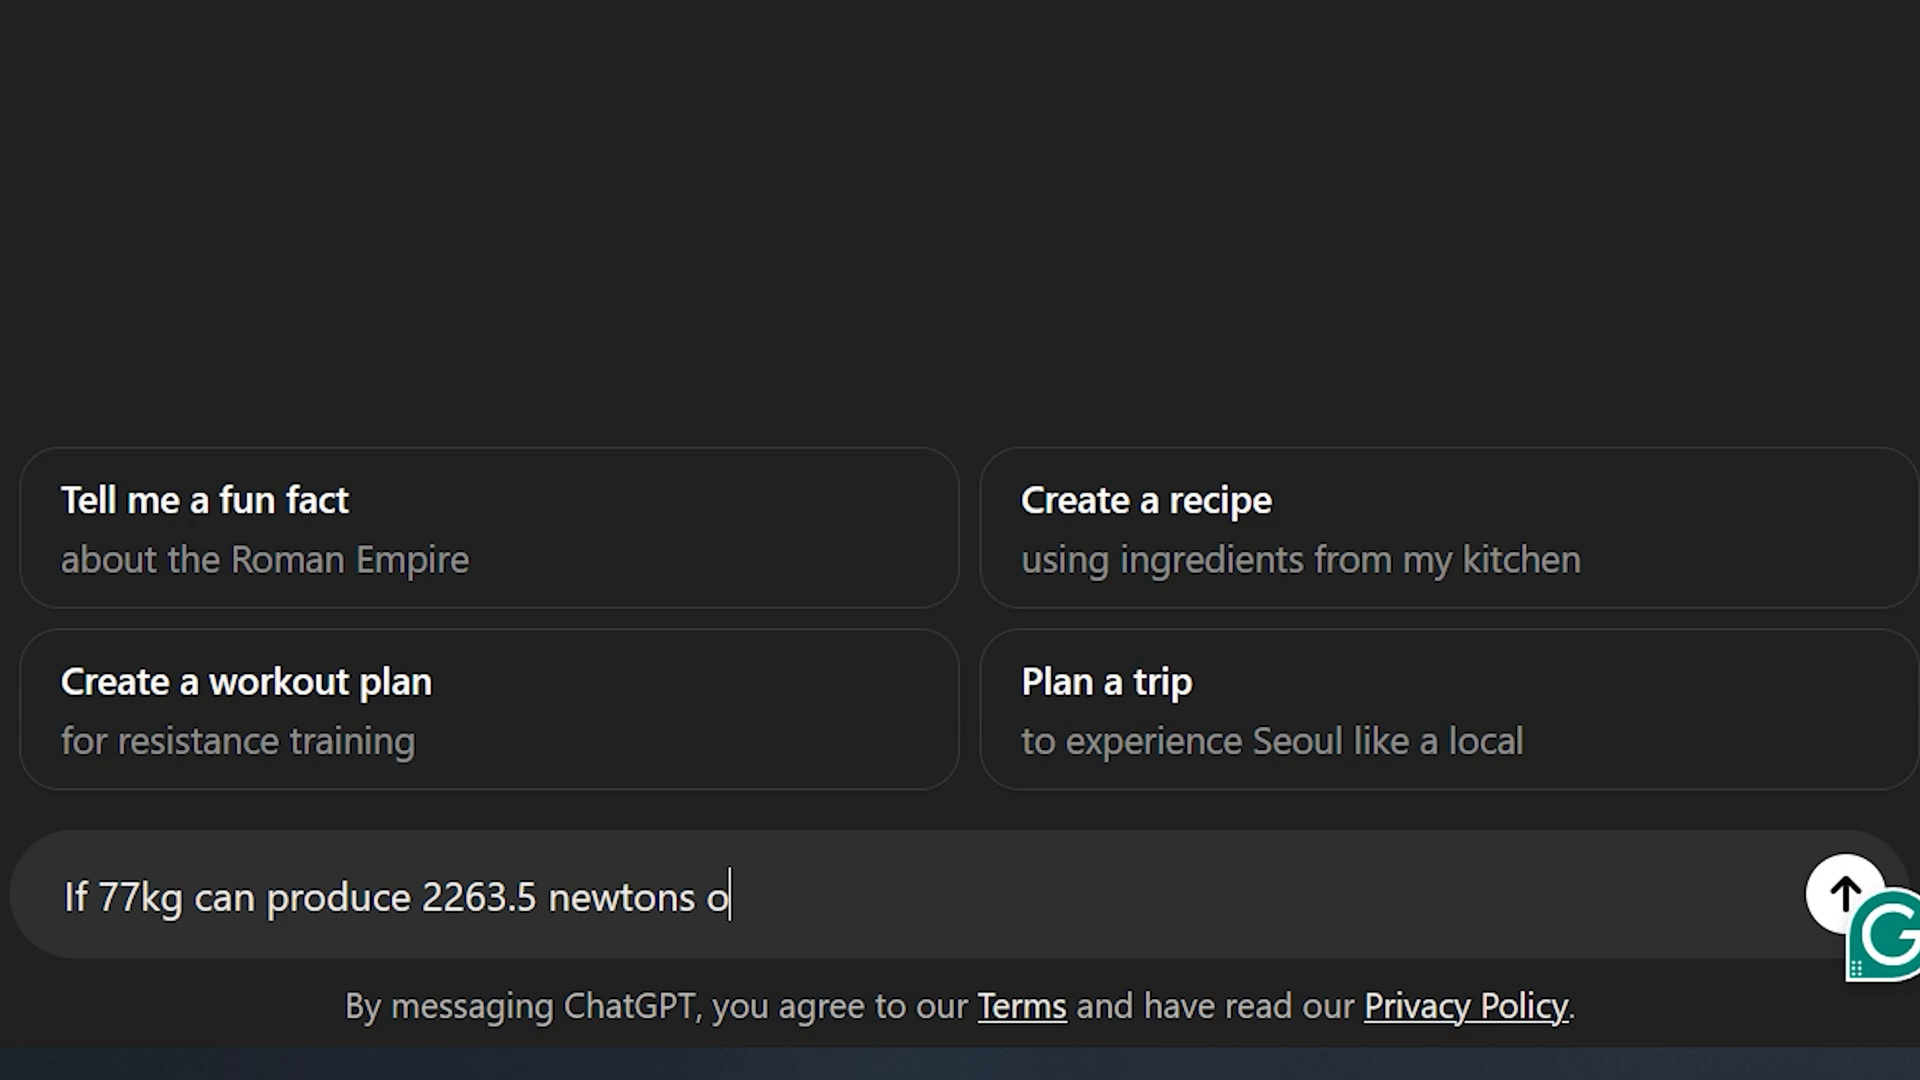 Tell me a fun fact
about the Roman Empire
Create a recipe
using ingredients from my kitchen
Create a workout plan
for resistance training
Plan a trip
to experience Seoul like a local
If 77kg can produce 2263.5 newtons o
By messaging ChatGPT, you agree to our Terms and have read our Privacy Policy.